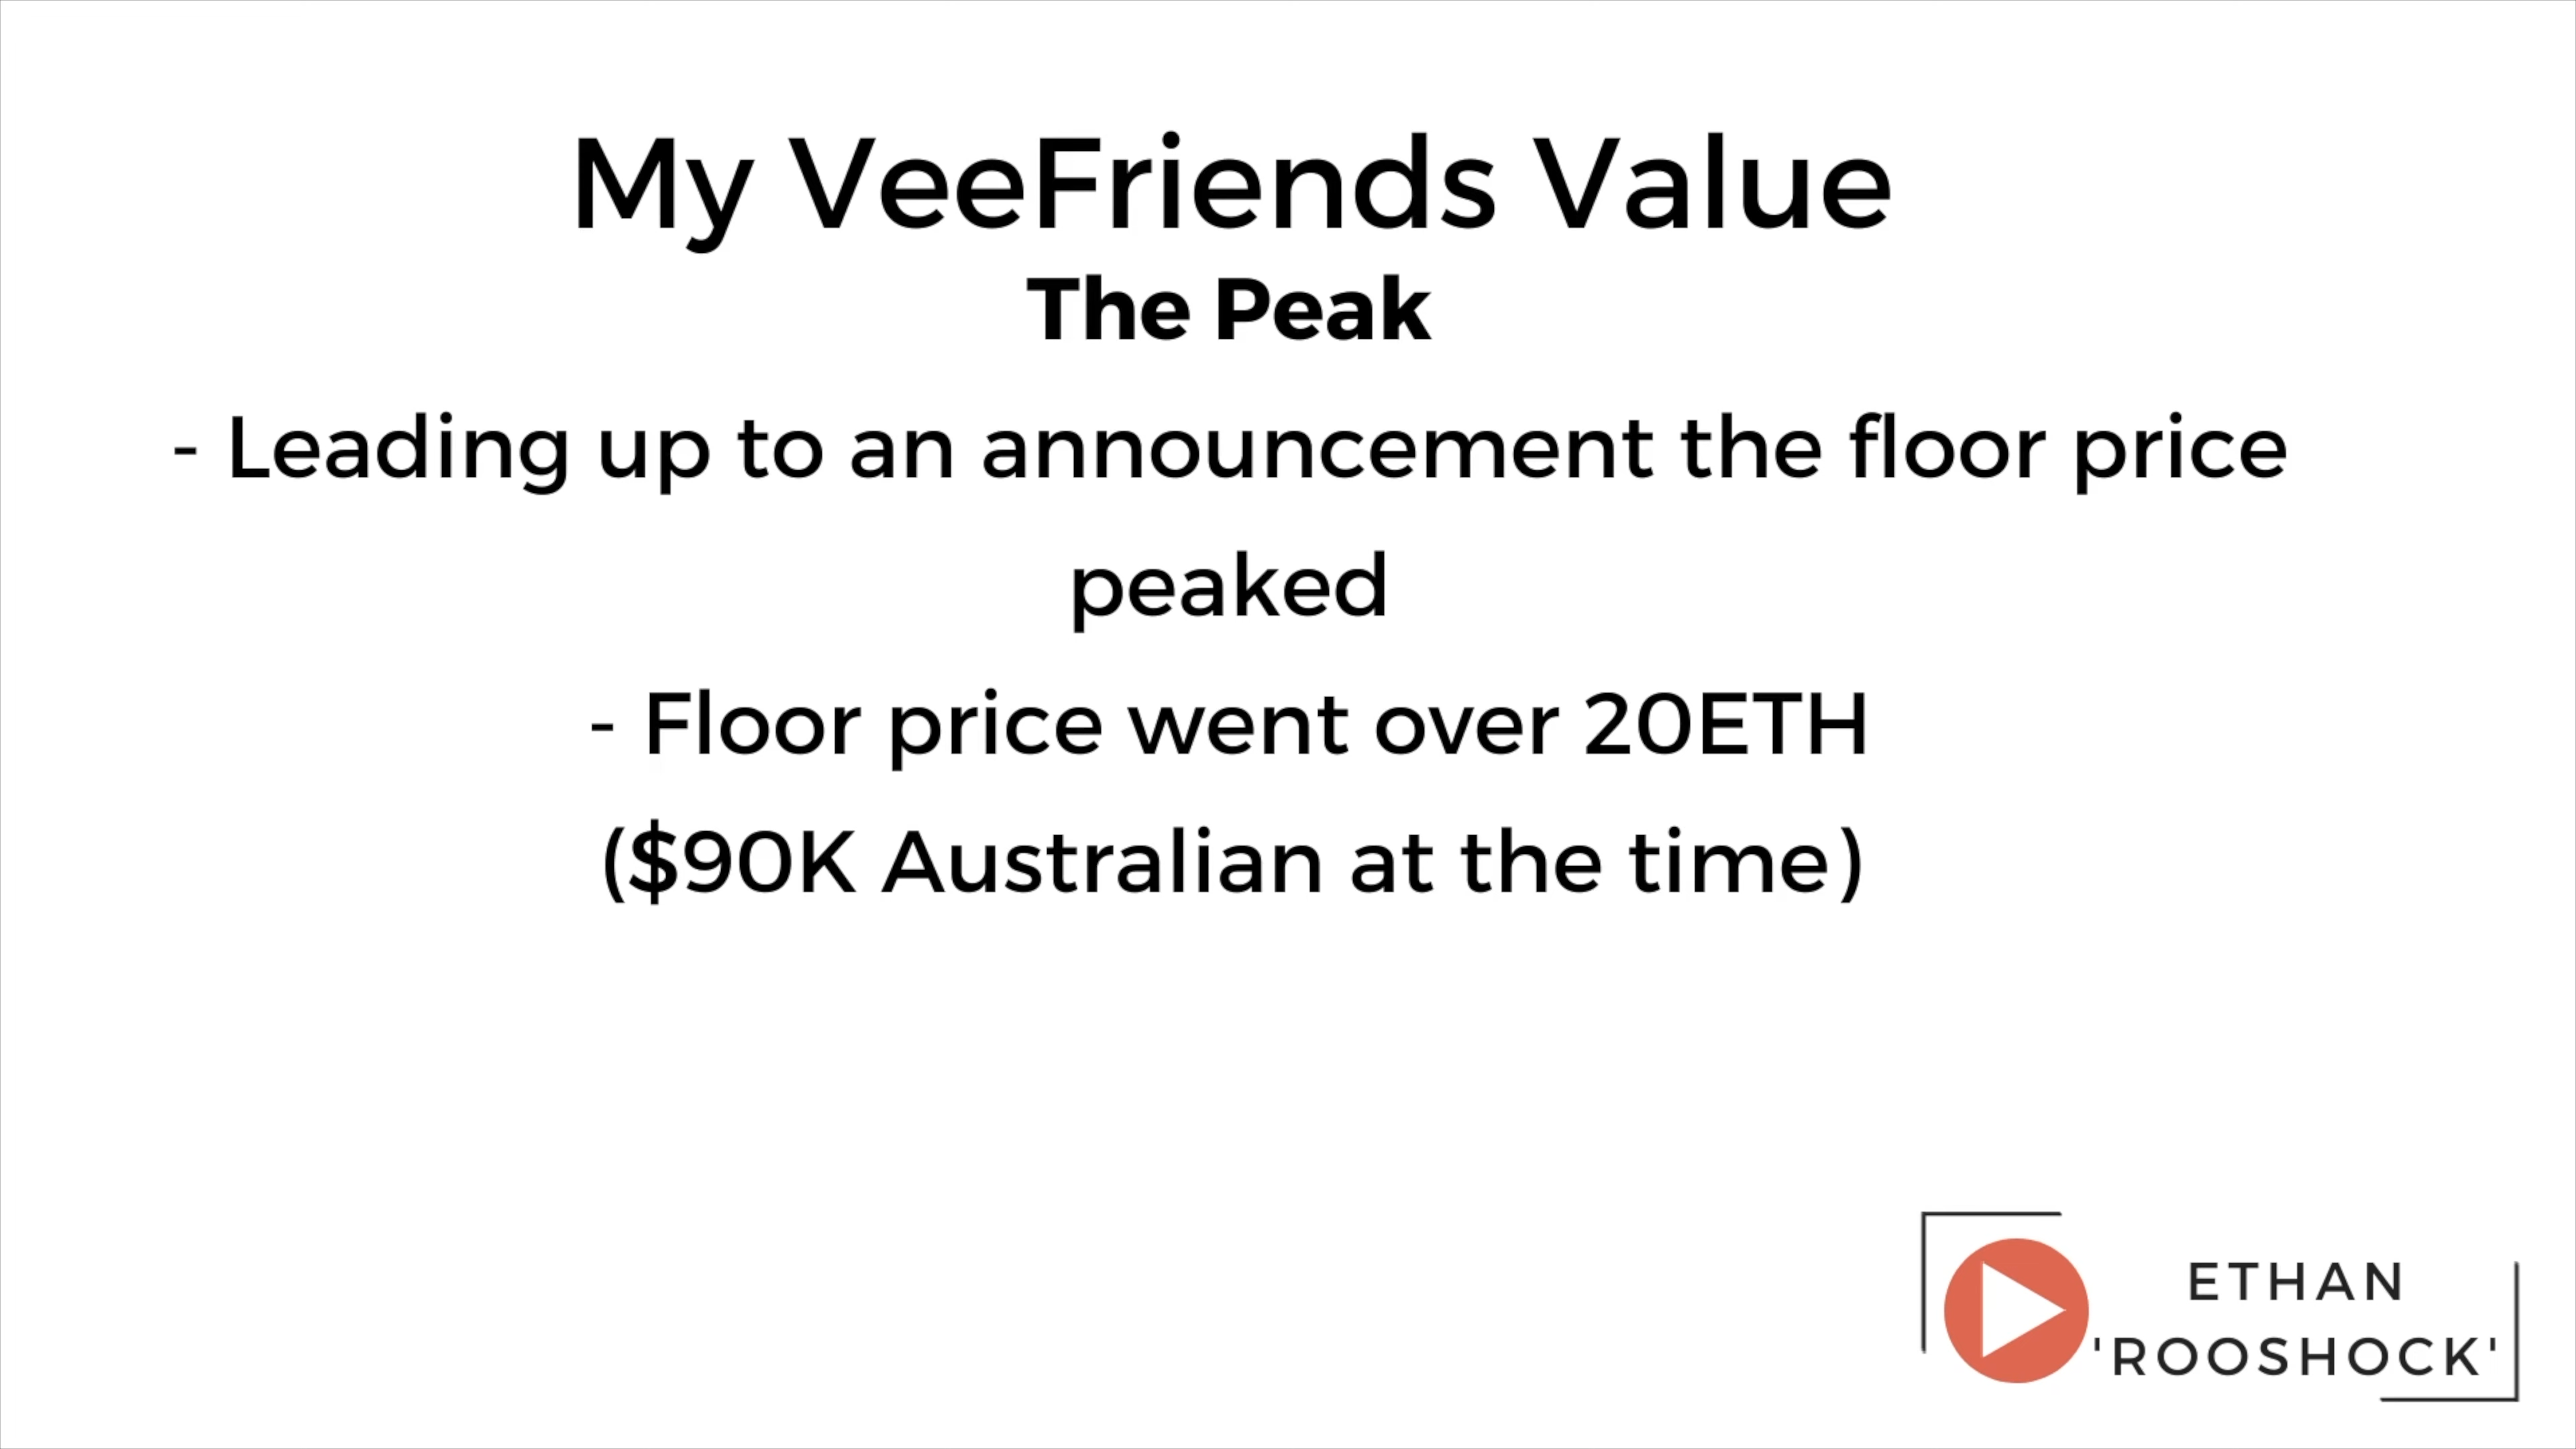 My VeeFriends Value
The Peak
- Leading up to an announcement the floor price
peaked
- Floor price went over 20ETH
($90K Australian at the time)
ETHAN
'ROOSHOCK'